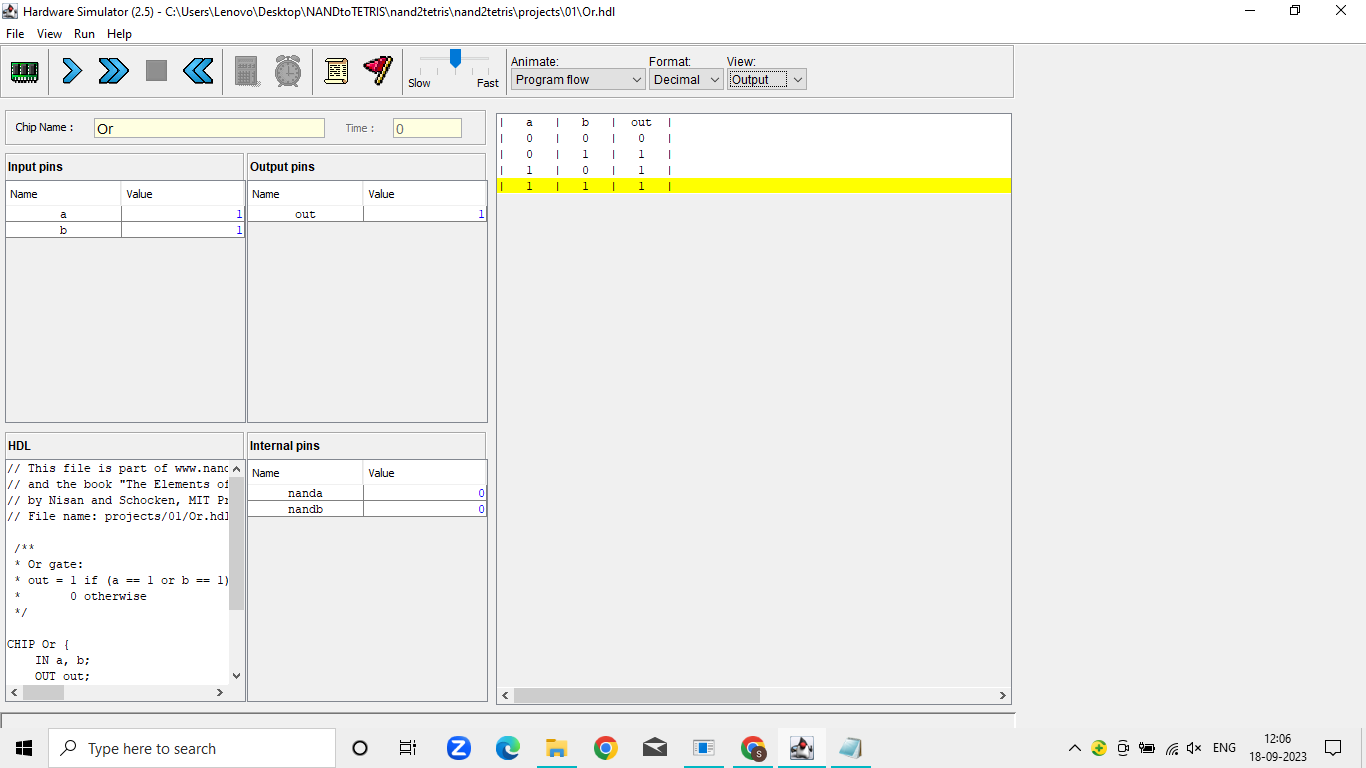 Hardware Simulator (2.5) - C:\Users\Lenovo\Desktop\NANDtoTETRIS\nand2tetris\nand2tetris\projects\01\Or.hdl
File View Run Help
Animate: Format: View:
Slow Fast Program flow Decimal Output
Chip Name : Or Time : 0
Input pins
Name Value
a 1
b 1
Output pins
Name Value
out 1
| a | b | out |
| 0 | 0 | 0 |
| 0 | 1 | 1 |
| 1 | 0 | 1 |
| 1 | 1 | 1 |
HDL
// This file is part of www.nand
// and the book "The Elements of
// by Nisan and Schocken, MIT Pr
// File name: projects/01/Or.hdl
/**
* Or gate:
* out = 1 if (a == 1 or b == 1)
* 0 otherwise
*/
CHIP Or {
IN a, b;
OUT out;
Internal pins
Name Value
nanda 0
nandb 0
Type here to search
S
ENG
12:06
18-09-2023